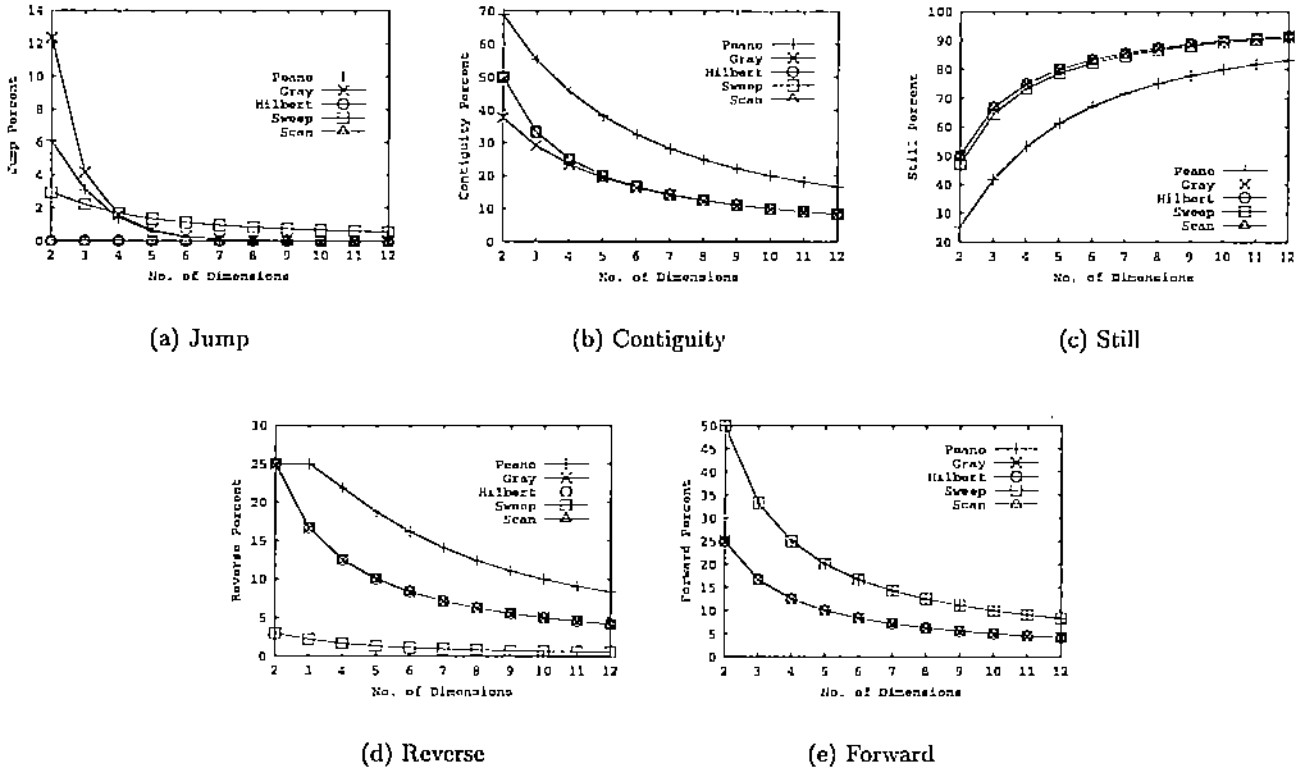 14
12
10
8
6
4
2
0
Jump Percent
Peano
Gray
Hilbert
Sweep
Scan
2 3 4 5 6 7 8 9 10 11 12
No. of Dimensions
(a) Jump
70
60
50
40
30
20
10
0
Contiguity Percent
Peano
Gray
Hilbert
Sweep
Scan
2 3 4 5 6 7 8 9 10 11 12
No. of Dimensions
(b) Contiguity
100
90
80
70
60
50
40
30
20
Still Percent
Peano
Gray
Hilbert
Sweep
Scan
2 3 4 5 6 7 8 9 10 11 12
No. of Dimensions
(c) Still
30
25
20
15
10
5
0
Reverse Percent
Peano
Gray
Hilbert
Sweep
Scan
2 3 4 5 6 7 8 9 10 11 12
No. of Dimensions
(d) Reverse
50
45
40
35
30
25
20
15
10
5
0
Forward Percent
Peano
Gray
Hilbert
Sweep
Scan
2 3 4 5 6 7 8 9 10 11 12
No. of Dimensions
(e) Forward